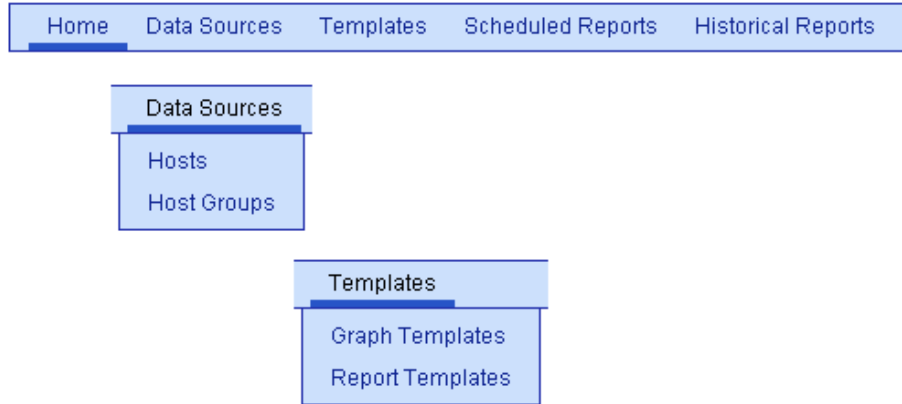 Home Data Sources Templates Scheduled Reports Historical Reports
Data Sources
Hosts
Host Groups
Templates
Graph Templates
Report Templates